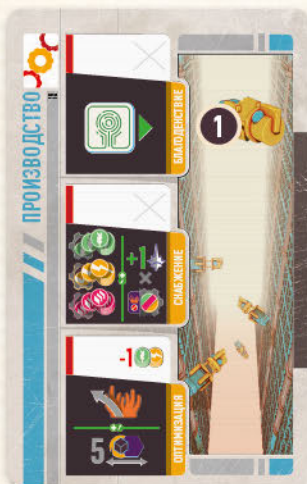 ПРОИЗВОДСТВО
БЛАГОДЕНСТВИЕ
1
+1
×
СНАБЖЕНИЕ
-1
5
ОПТИМИЗАЦИЯ